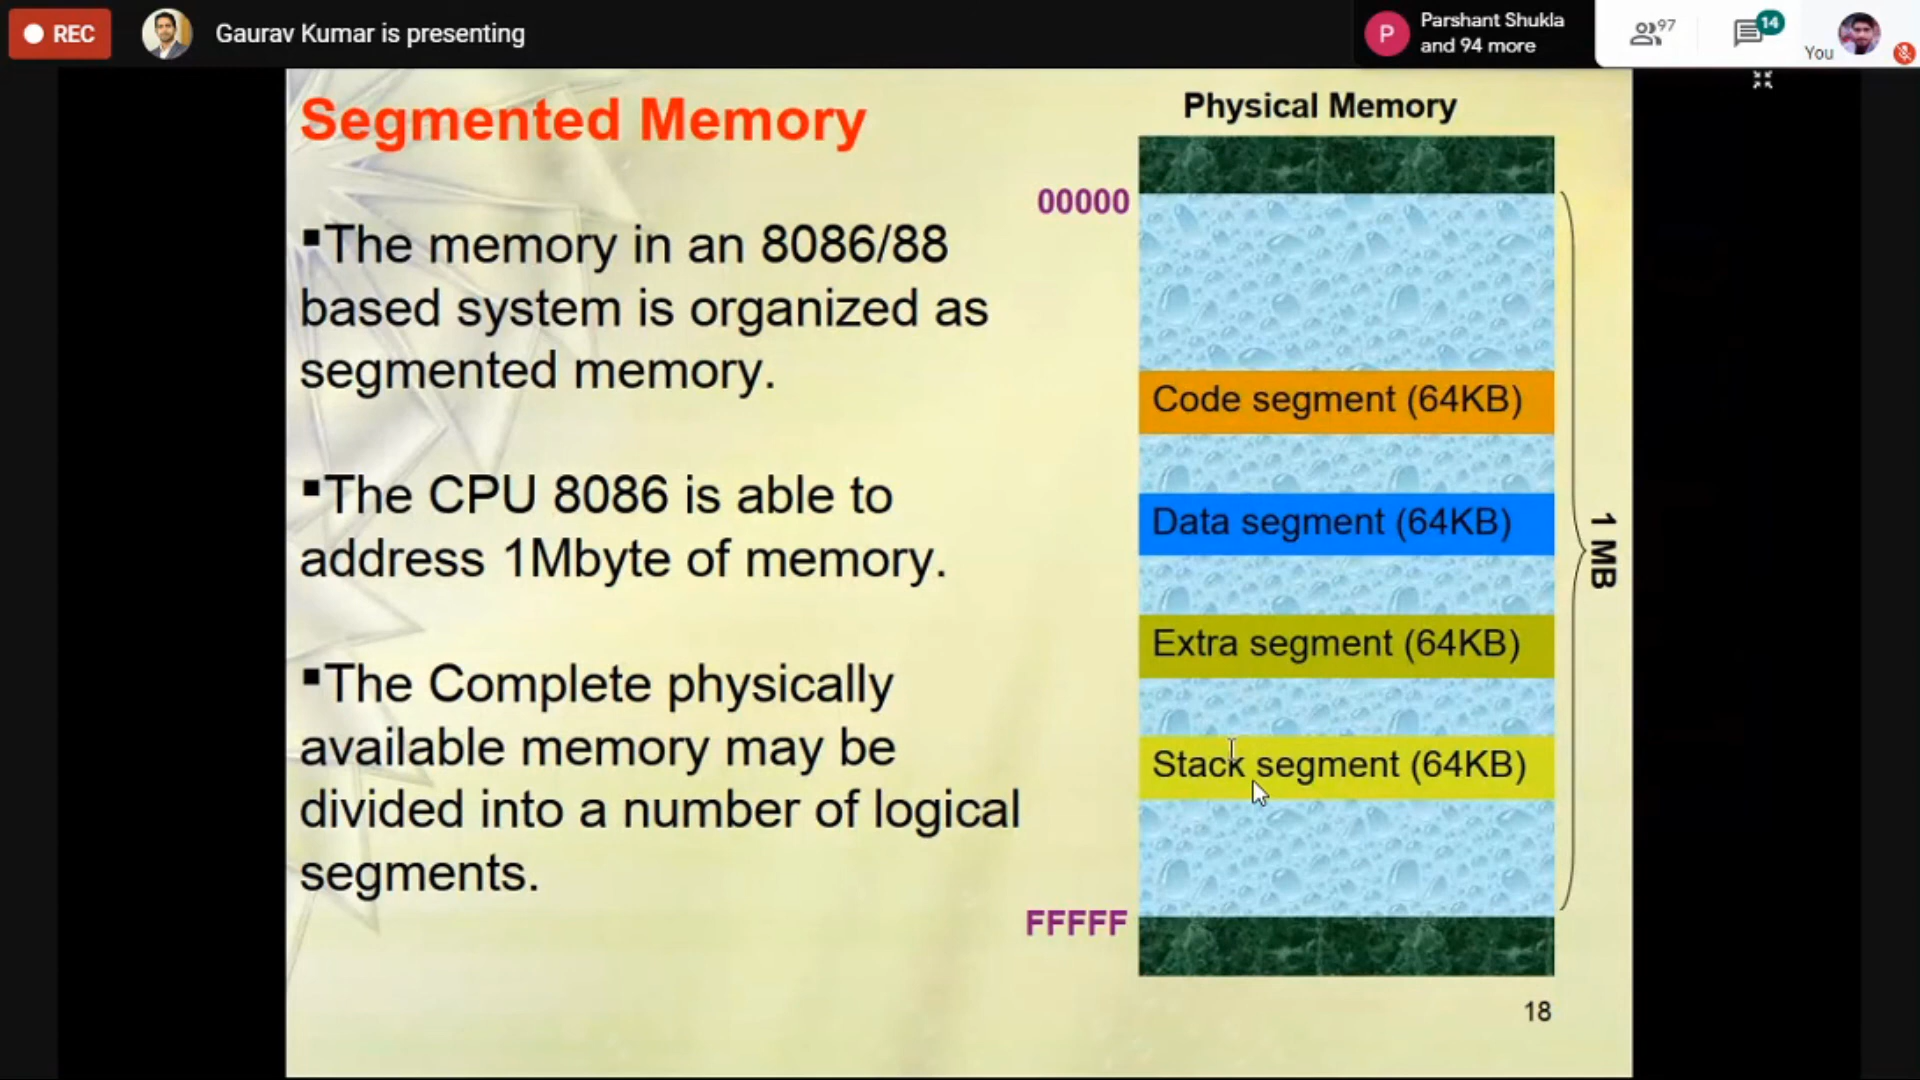 REC
Gaurav Kumar is presenting
P
Parshant Shukla
and 94 more
97
14
You
Segmented Memory
Physical Memory
00000
▪The memory in an 8086/88
based system is organized as
segmented memory.
Code segment (64KB)
▪The CPU 8086 is able to
address 1Mbyte of memory.
Data segment (64KB)
1 MB
Extra segment (64KB)
▪The Complete physically
available memory may be
divided into a number of logical
segments.
Stack segment (64KB)
FFFFF
18